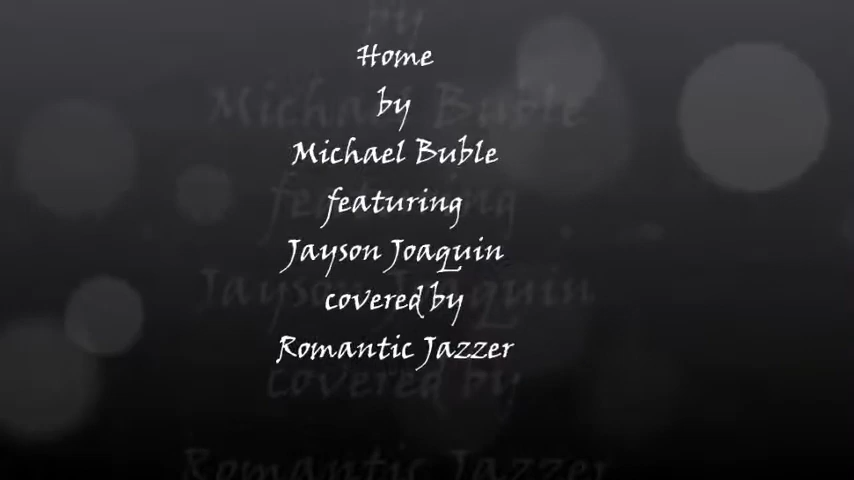 Home
by
Michael Buble
featuring
Jayson Joaquin
covered by
Romantic Jazzer